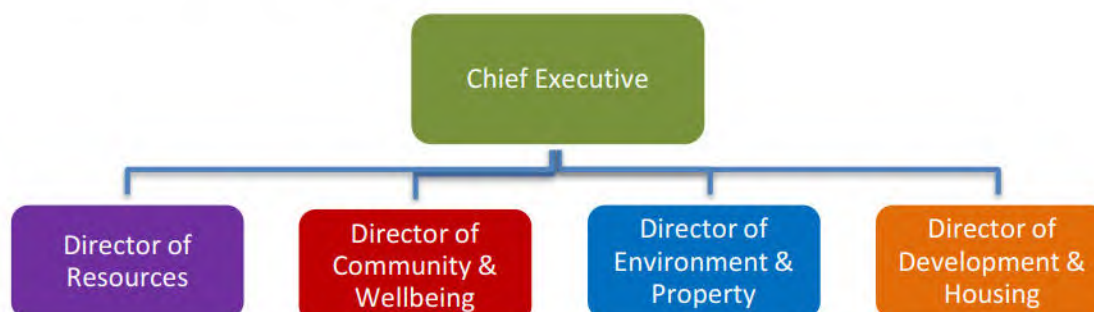 Chief Executive
Director of
Resources
Director of
Community &
Wellbeing
Director of
Environment &
Property
Director of
Development &
Housing